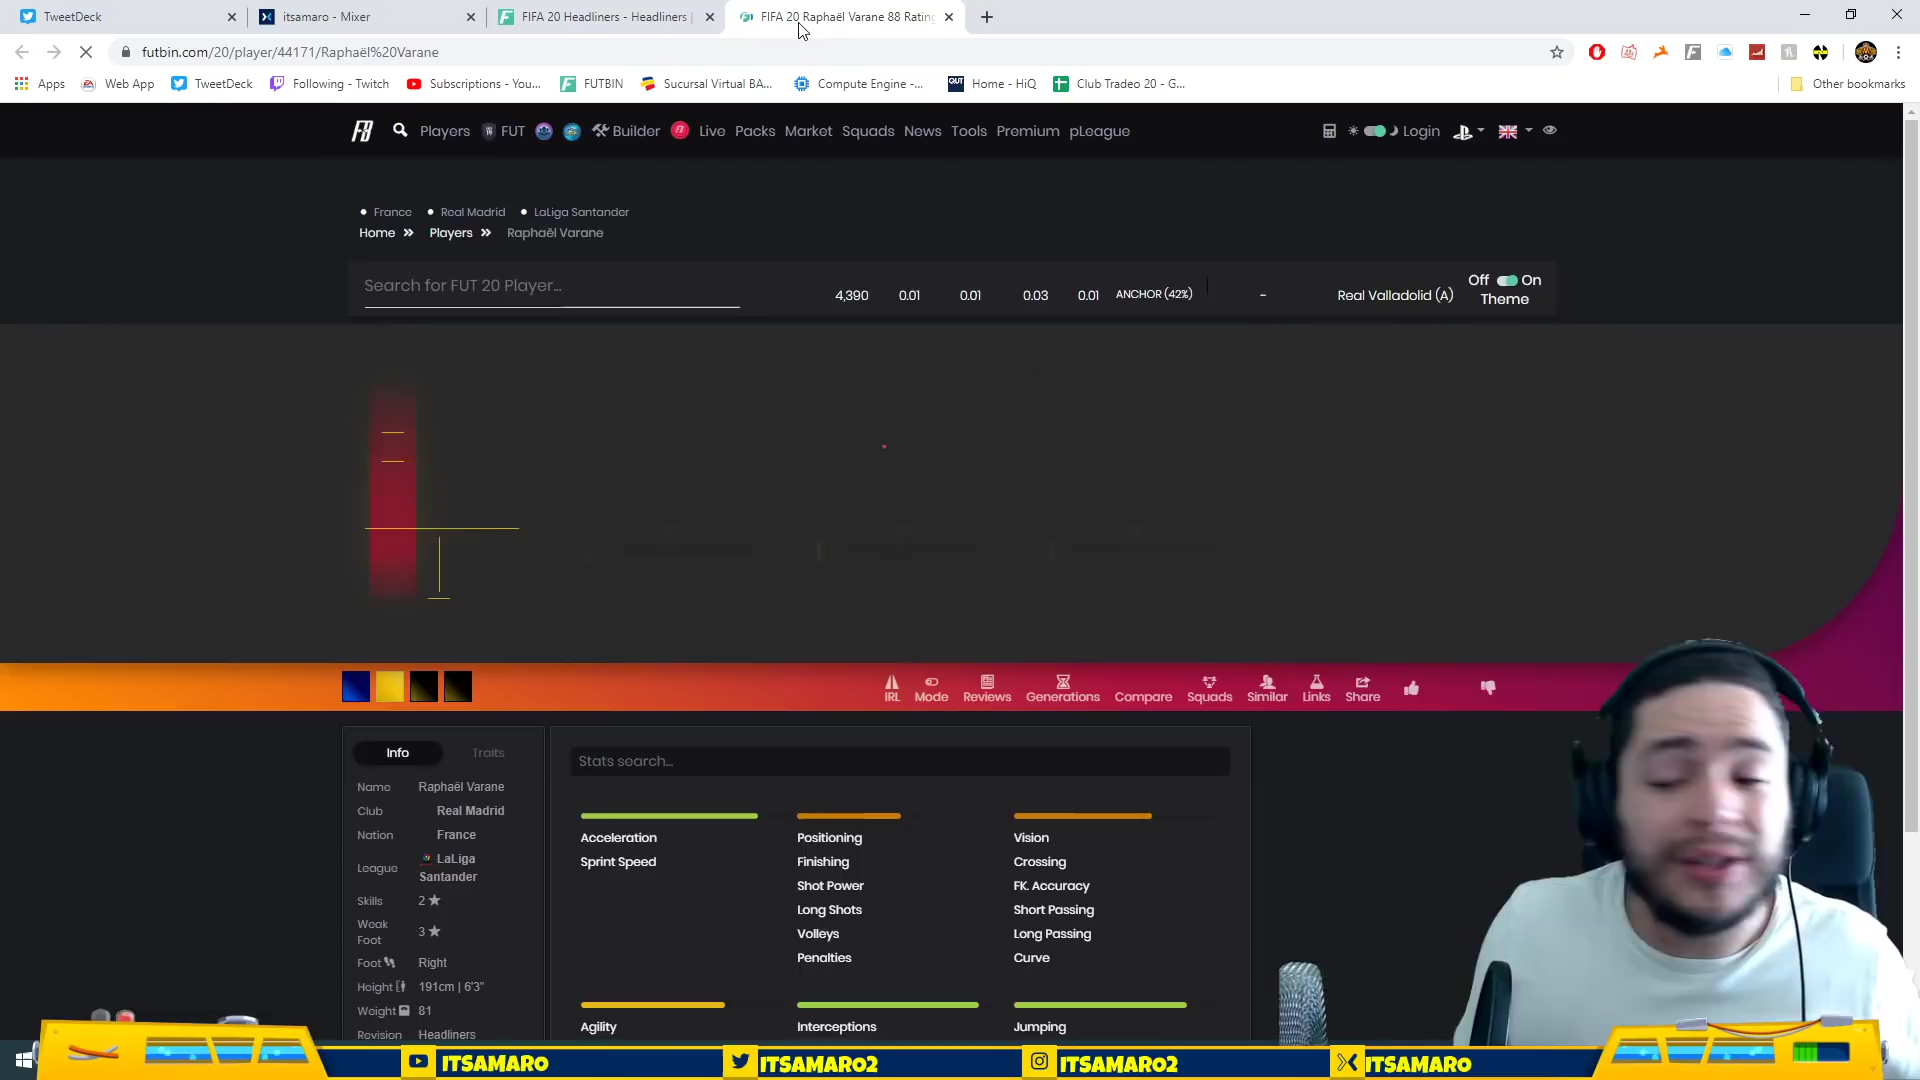 TweetDeck
itsamaro - Mixer
FIFA 20 Headliners - Headliners |
FIFA 20 Raphaël Varane 88 Rating
futbin.com/20/player/44171/Raphaël%20Varane
Apps Web App TweetDeck Following - Twitch Subscriptions - You... FUTBIN Sucursal Virtual BA... Compute Engine -... Home - HiQ Club Tradeo 20 - G... Other bookmarks
Players FUT Builder Live Packs Market Squads News Tools Premium pLeague Login
France Real Madrid LaLiga Santander
Home » Players » Raphaël Varane
Search for FUT 20 Player...
4,390 0.01 0.01 0.03 0.01 ANCHOR (42%) - Real Valladolid (A)
Off On
Theme
IRL Mode Reviews Generations Compare Squads Similar Links Share
Info Traits
Stats search...
Name Raphaël Varane
Club Real Madrid
Nation France
League LaLiga
Santander
Skills 2 ★
Weak
Foot 3 ★
Foot Right
Height 191cm | 6'3"
Weight 81
Revision Headliners
Acceleration
Sprint Speed
Positioning
Finishing
Shot Power
Long Shots
Volleys
Penalties
Vision
Crossing
FK. Accuracy
Short Passing
Long Passing
Curve
Agility
Interceptions
Jumping
ITSAMARO ITSAMARO2 ITSAMARO2 ITSAMARO